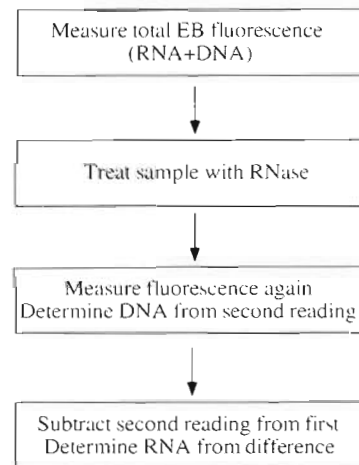 Measure total EB fluorescence
(RNA+DNA)
Treat sample with RNase
Measure fluorescence again
Determine DNA from second reading
Subtract second reading from first
Determine RNA from difference